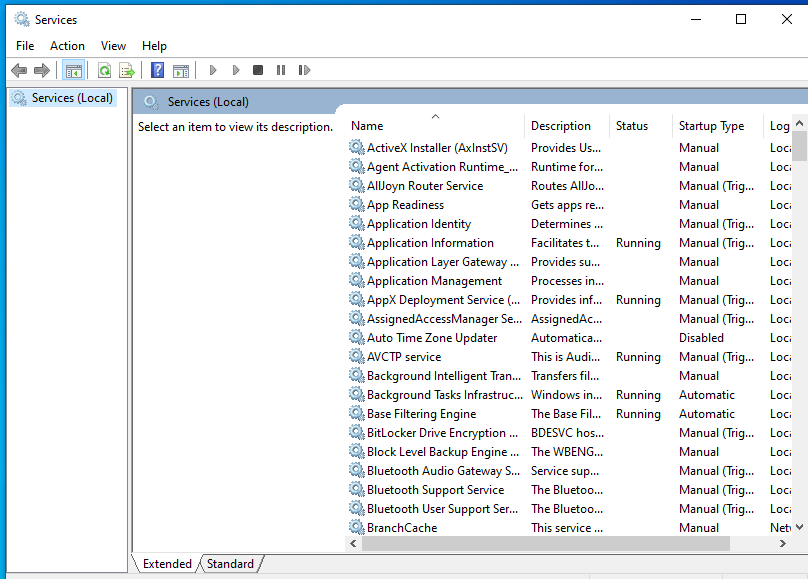 Services
File Action View Help
Services (Local)
Services (Local)
Select an item to view its description.
Name Description Status Startup Type Log
ActiveX Installer (AxInstSV) Provides Us... Manual Loca
Agent Activation Runtime_... Runtime for... Manual Loca
AllJoyn Router Service Routes AllJo... Manual (Trig... Loca
App Readiness Gets apps re... Manual Loca
Application Identity Determines ... Manual (Trig... Loca
Application Information Facilitates t... Running Manual (Trig... Loca
Application Layer Gateway ... Provides su... Manual Loca
Application Management Processes in... Manual Loca
AppX Deployment Service (... Provides inf... Running Manual (Trig... Loca
AssignedAccessManager Se... AssignedAc... Manual (Trig... Loca
Auto Time Zone Updater Automatica... Disabled Loca
AVCTP service This is Audi... Running Manual (Trig... Loca
Background Intelligent Tran... Transfers fil... Manual Loca
Background Tasks Infrastruc... Windows in... Running Automatic Loca
Base Filtering Engine The Base Fil... Running Automatic Loca
BitLocker Drive Encryption ... BDESVC hos... Manual (Trig... Loca
Block Level Backup Engine ... The WBENG... Manual Loca
Bluetooth Audio Gateway S... Service sup... Manual (Trig... Loca
Bluetooth Support Service The Bluetoo... Manual (Trig... Loca
Bluetooth User Support Ser... The Bluetoo... Manual (Trig... Loca
BranchCache This service ... Manual Net
Extended Standard